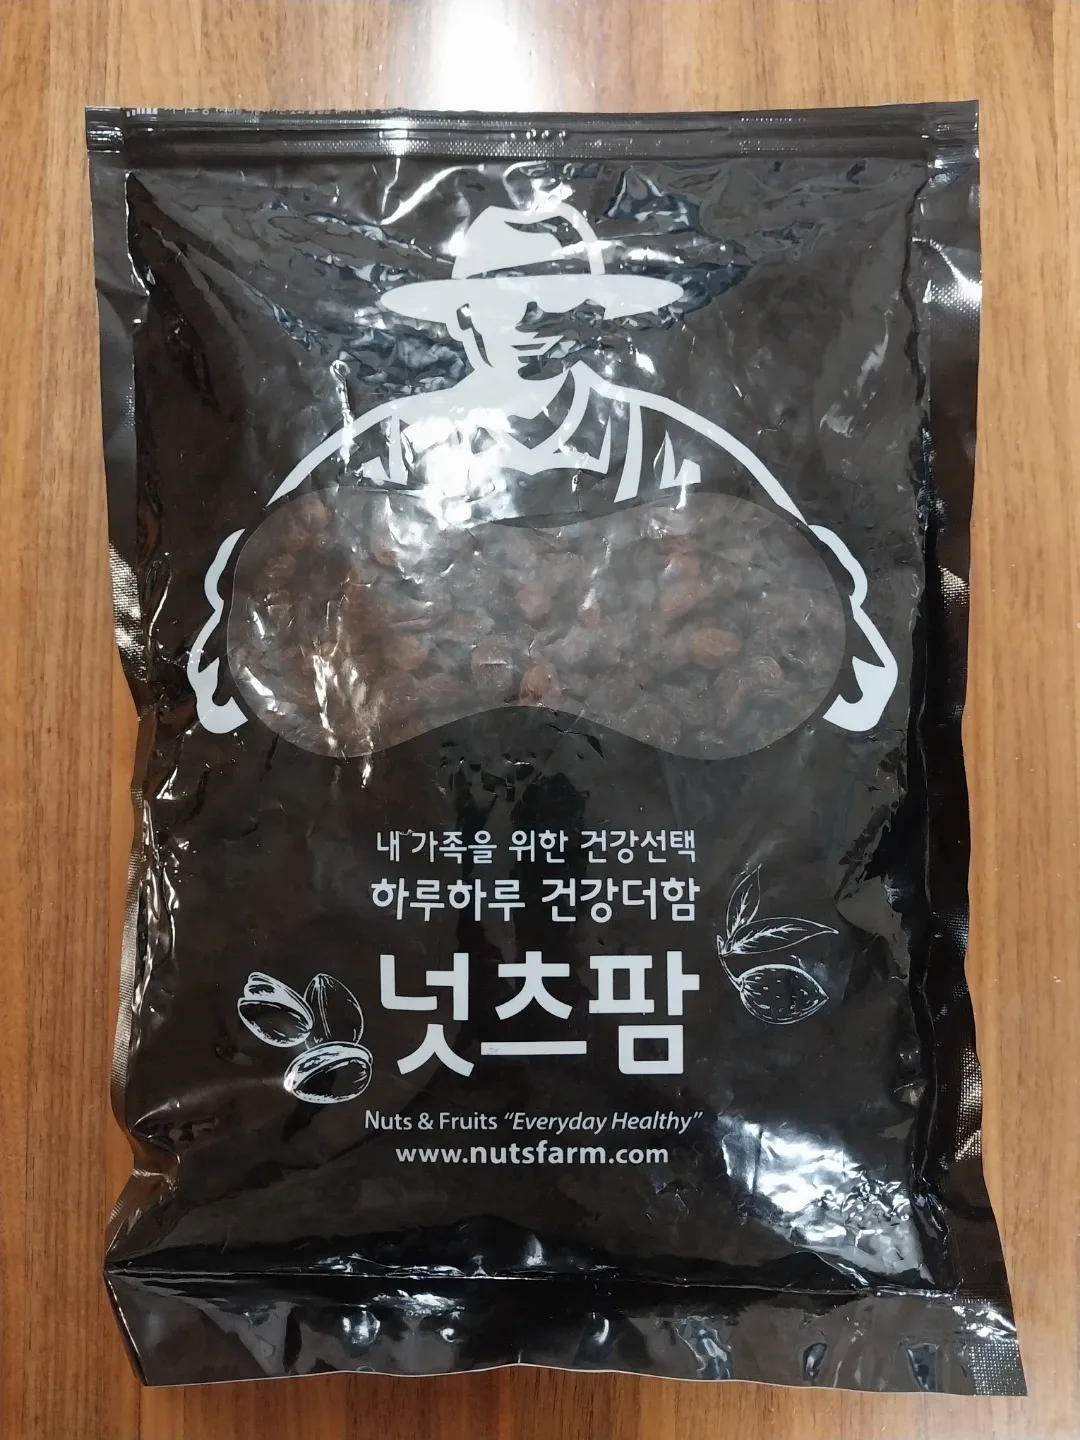 내 가족을 위한 건강선택
하루하루 건강더함
넛츠팜
Nuts & Fruits “Everyday Healthy”
www.nutsfarm.com